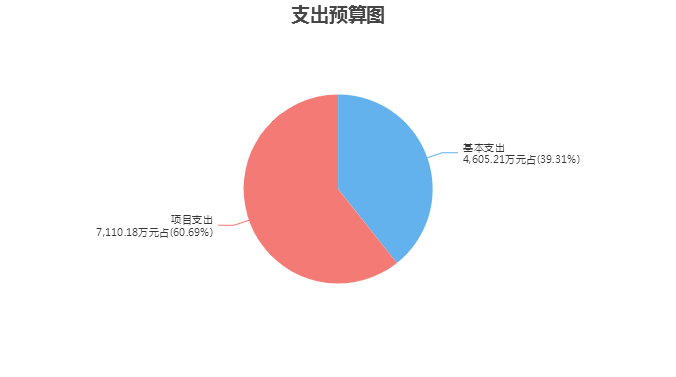 支出预算图
基本支出
4,605.21万元占(39.31%)
项目支出
7,110.18万元占(60.69%)